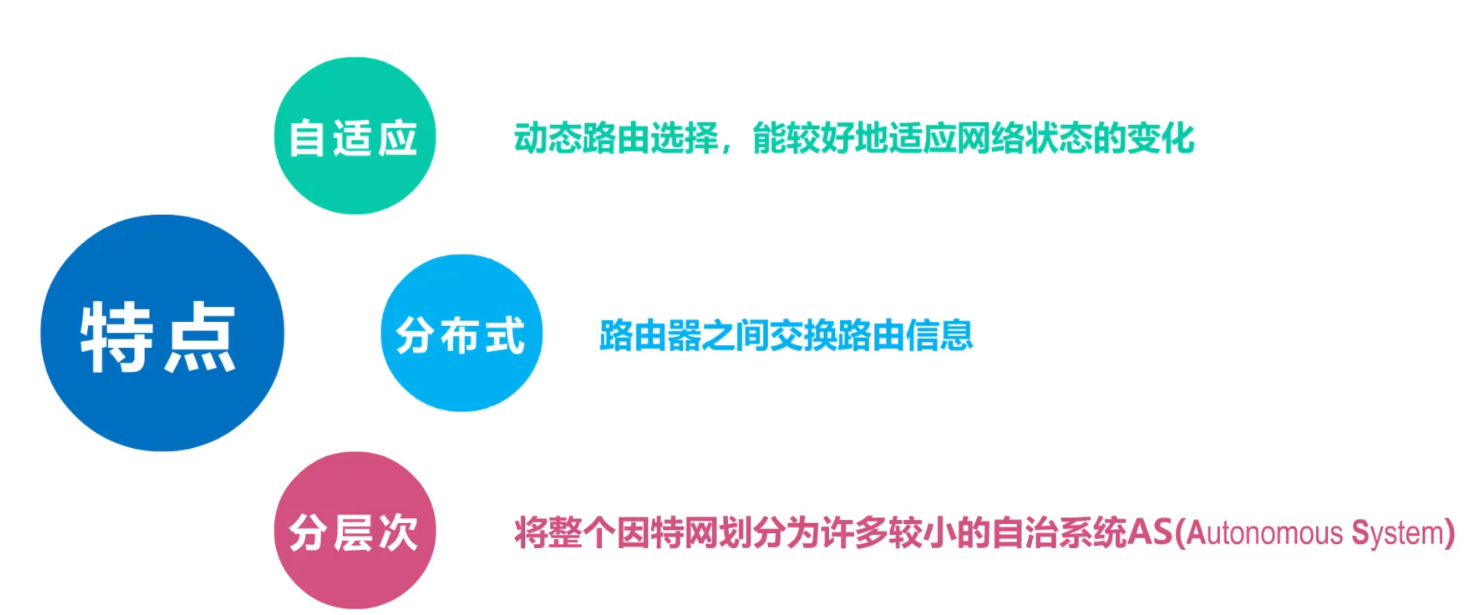 自适应
动态路由选择，能较好地适应网络状态的变化
特点
分布式
路由器之间交换路由信息
分层次
将整个因特网划分为许多较小的自治系统AS(Autonomous System)